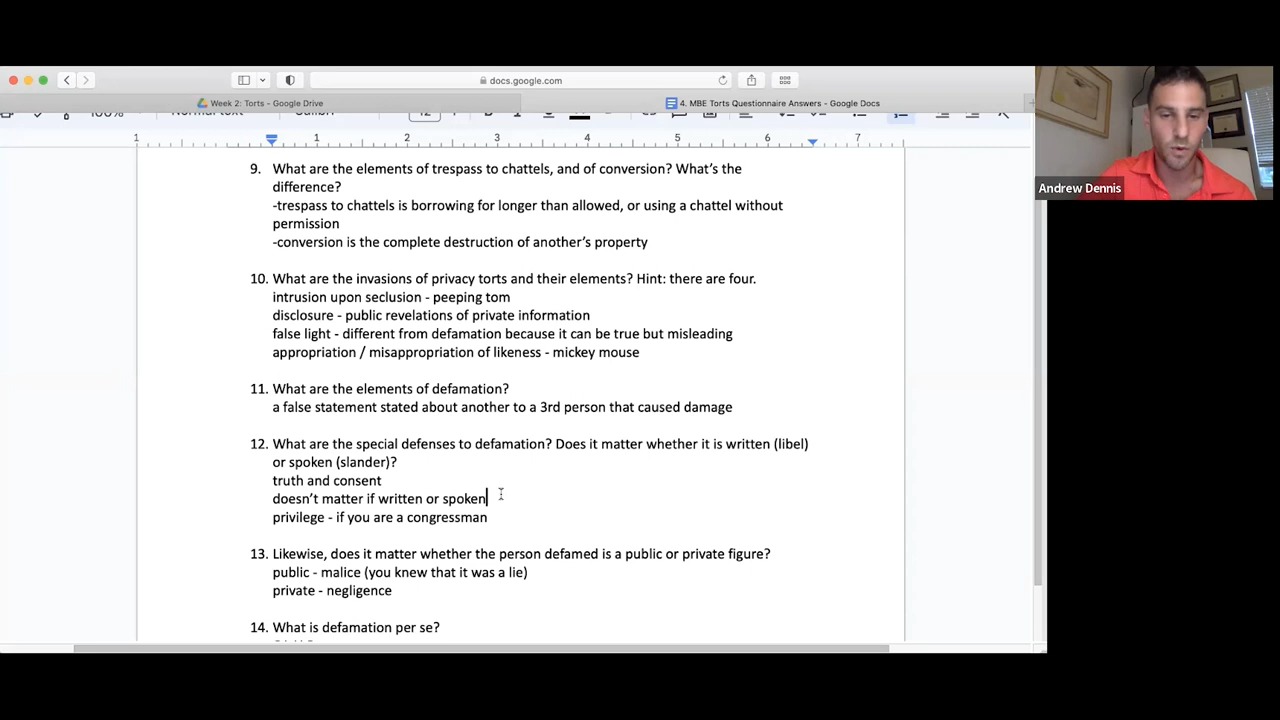 docs.google.com
Week 2: Torts - Google Drive
4. MBE Torts Questionnaire Answers - Google Docs
1 1 2 3 4 5 6 7
9. What are the elements of trespass to chattels, and of conversion? What's the
difference?
-trespass to chattels is borrowing for longer than allowed, or using a chattel without
permission
-conversion is the complete destruction of another's property
10. What are the invasions of privacy torts and their elements? Hint: there are four.
intrusion upon seclusion - peeping tom
disclosure - public revelations of private information
false light - different from defamation because it can be true but misleading
appropriation / misappropriation of likeness - mickey mouse
11. What are the elements of defamation?
a false statement stated about another to a 3rd person that caused damage
12. What are the special defenses to defamation? Does it matter whether it is written (libel)
or spoken (slander)?
truth and consent
doesn't matter if written or spoken
privilege - if you are a congressman
13. Likewise, does it matter whether the person defamed is a public or private figure?
public - malice (you knew that it was a lie)
private - negligence
14. What is defamation per se?
Andrew Dennis